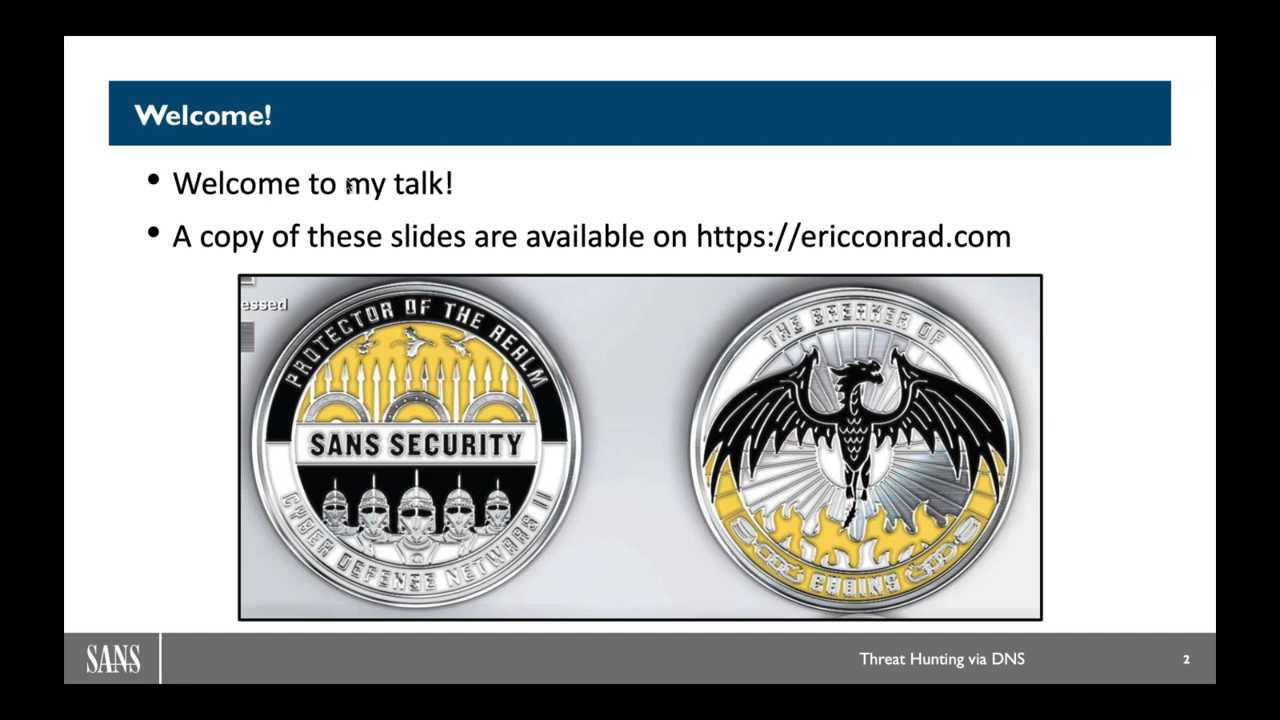 Welcome!
• Welcome to my talk!
• A copy of these slides are available on https://ericconrad.com
essed
PROTECTOR OF THE REALM
SANS SECURITY
CYBER DEFENSE NETWARS II
THE BREAKER OF
CHAINS
SANS
Threat Hunting via DNS
2